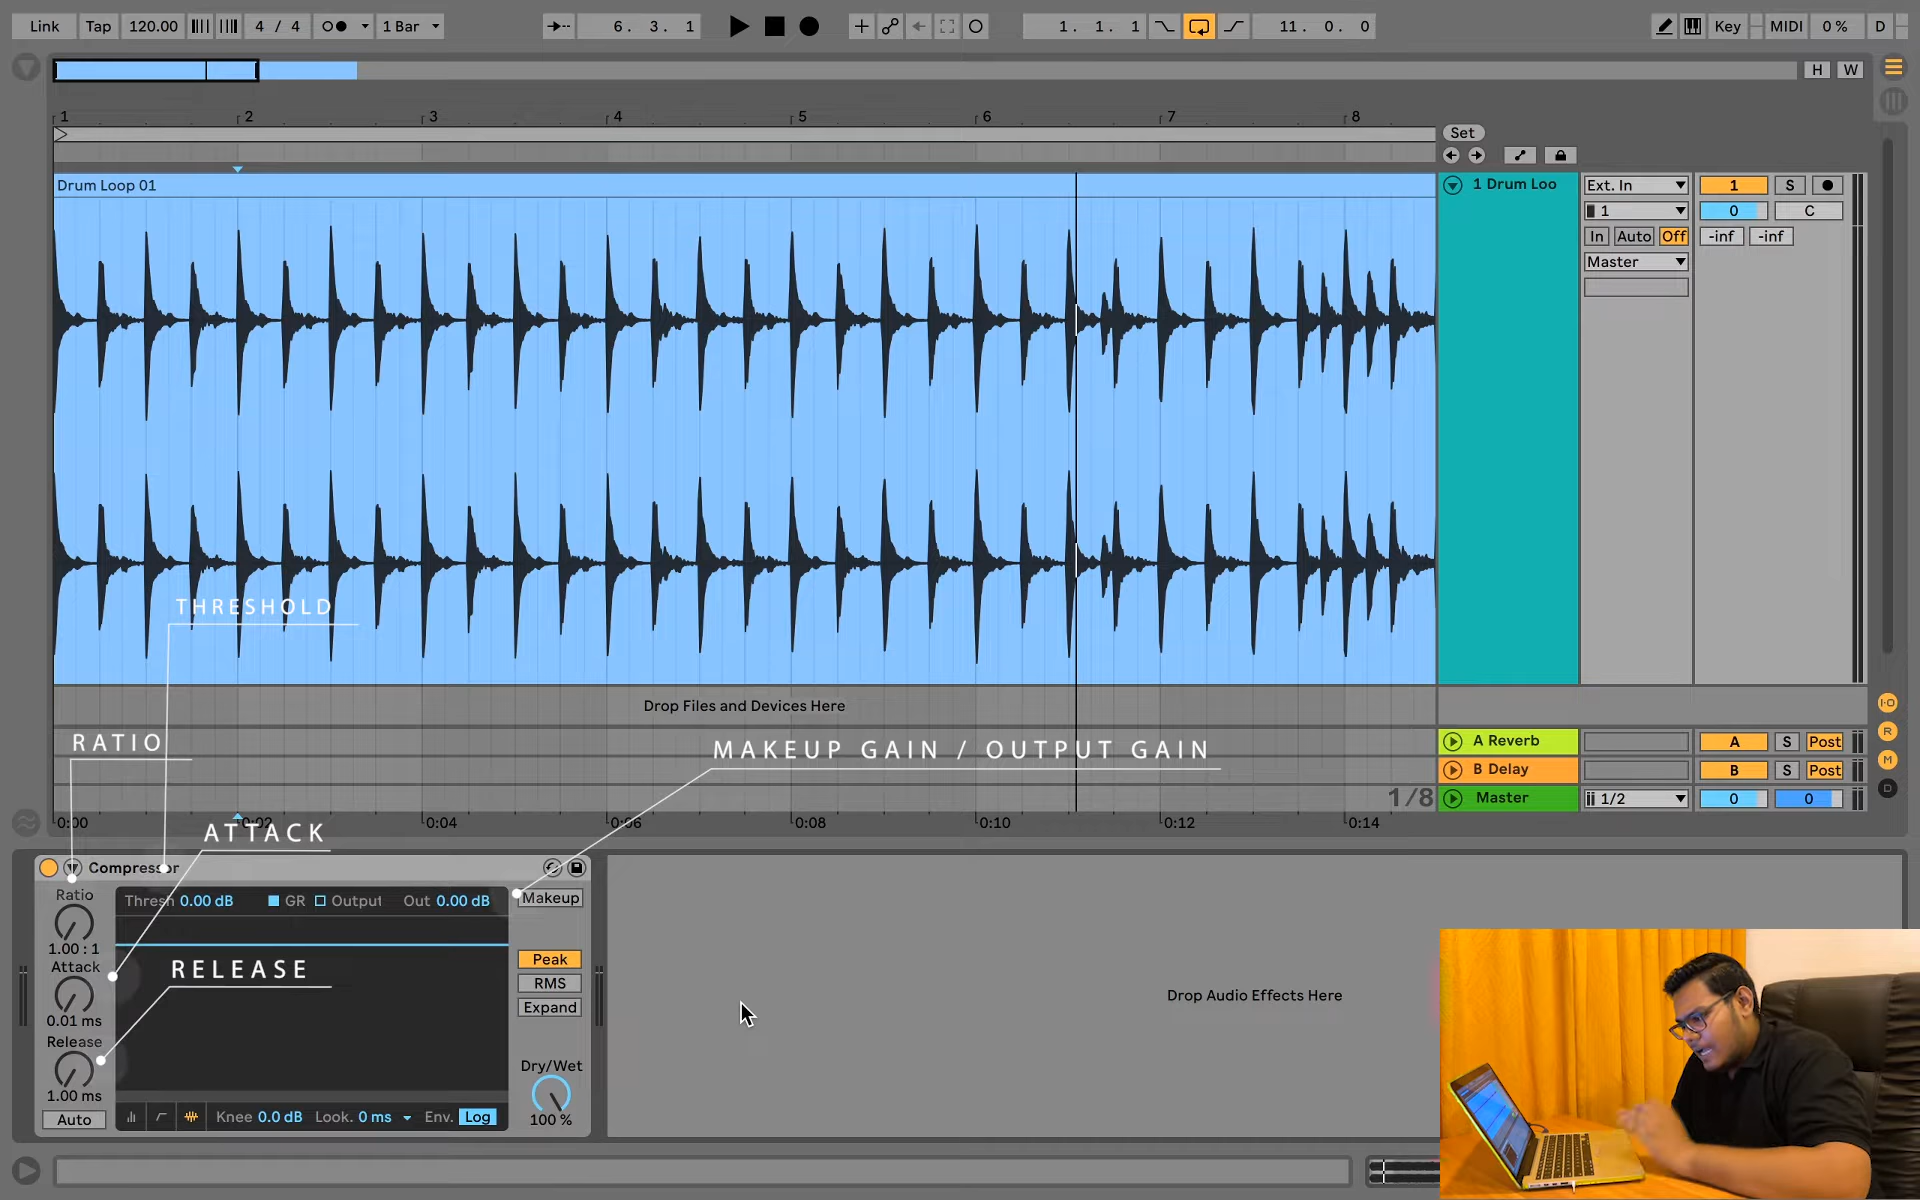 Link Tap 120.00 4 / 4 1 Bar 6. 3. 1 1. 1. 1 11. 0. 0 Key MIDI 0 % D
H W
1 2 3 4 5 6 7 8
Set
Drum Loop 01 1 Drum Loo Ext. In 1 S
1 0 C
In Auto Off -inf -inf
Master
THRESHOLD
Drop Files and Devices Here
RATIO
MAKEUP GAIN / OUTPUT GAIN
A Reverb A S Post
B Delay B S Post
1/8 Master 1/2 0 0
0:00 0:02 0:04 0:06 0:08 0:10 0:12 0:14
ATTACK
Compressor
Ratio
Thresh 0.00 dB GR Output Out 0.00 dB Makeup
1.00 : 1
Attack
Peak
RELEASE
RMS
Expand
0.01 ms
Release
1.00 ms
Auto
Dry/Wet
100 %
Knee 0.0 dB Look. 0 ms Env. Log
Drop Audio Effects Here
I·O
R
M
D